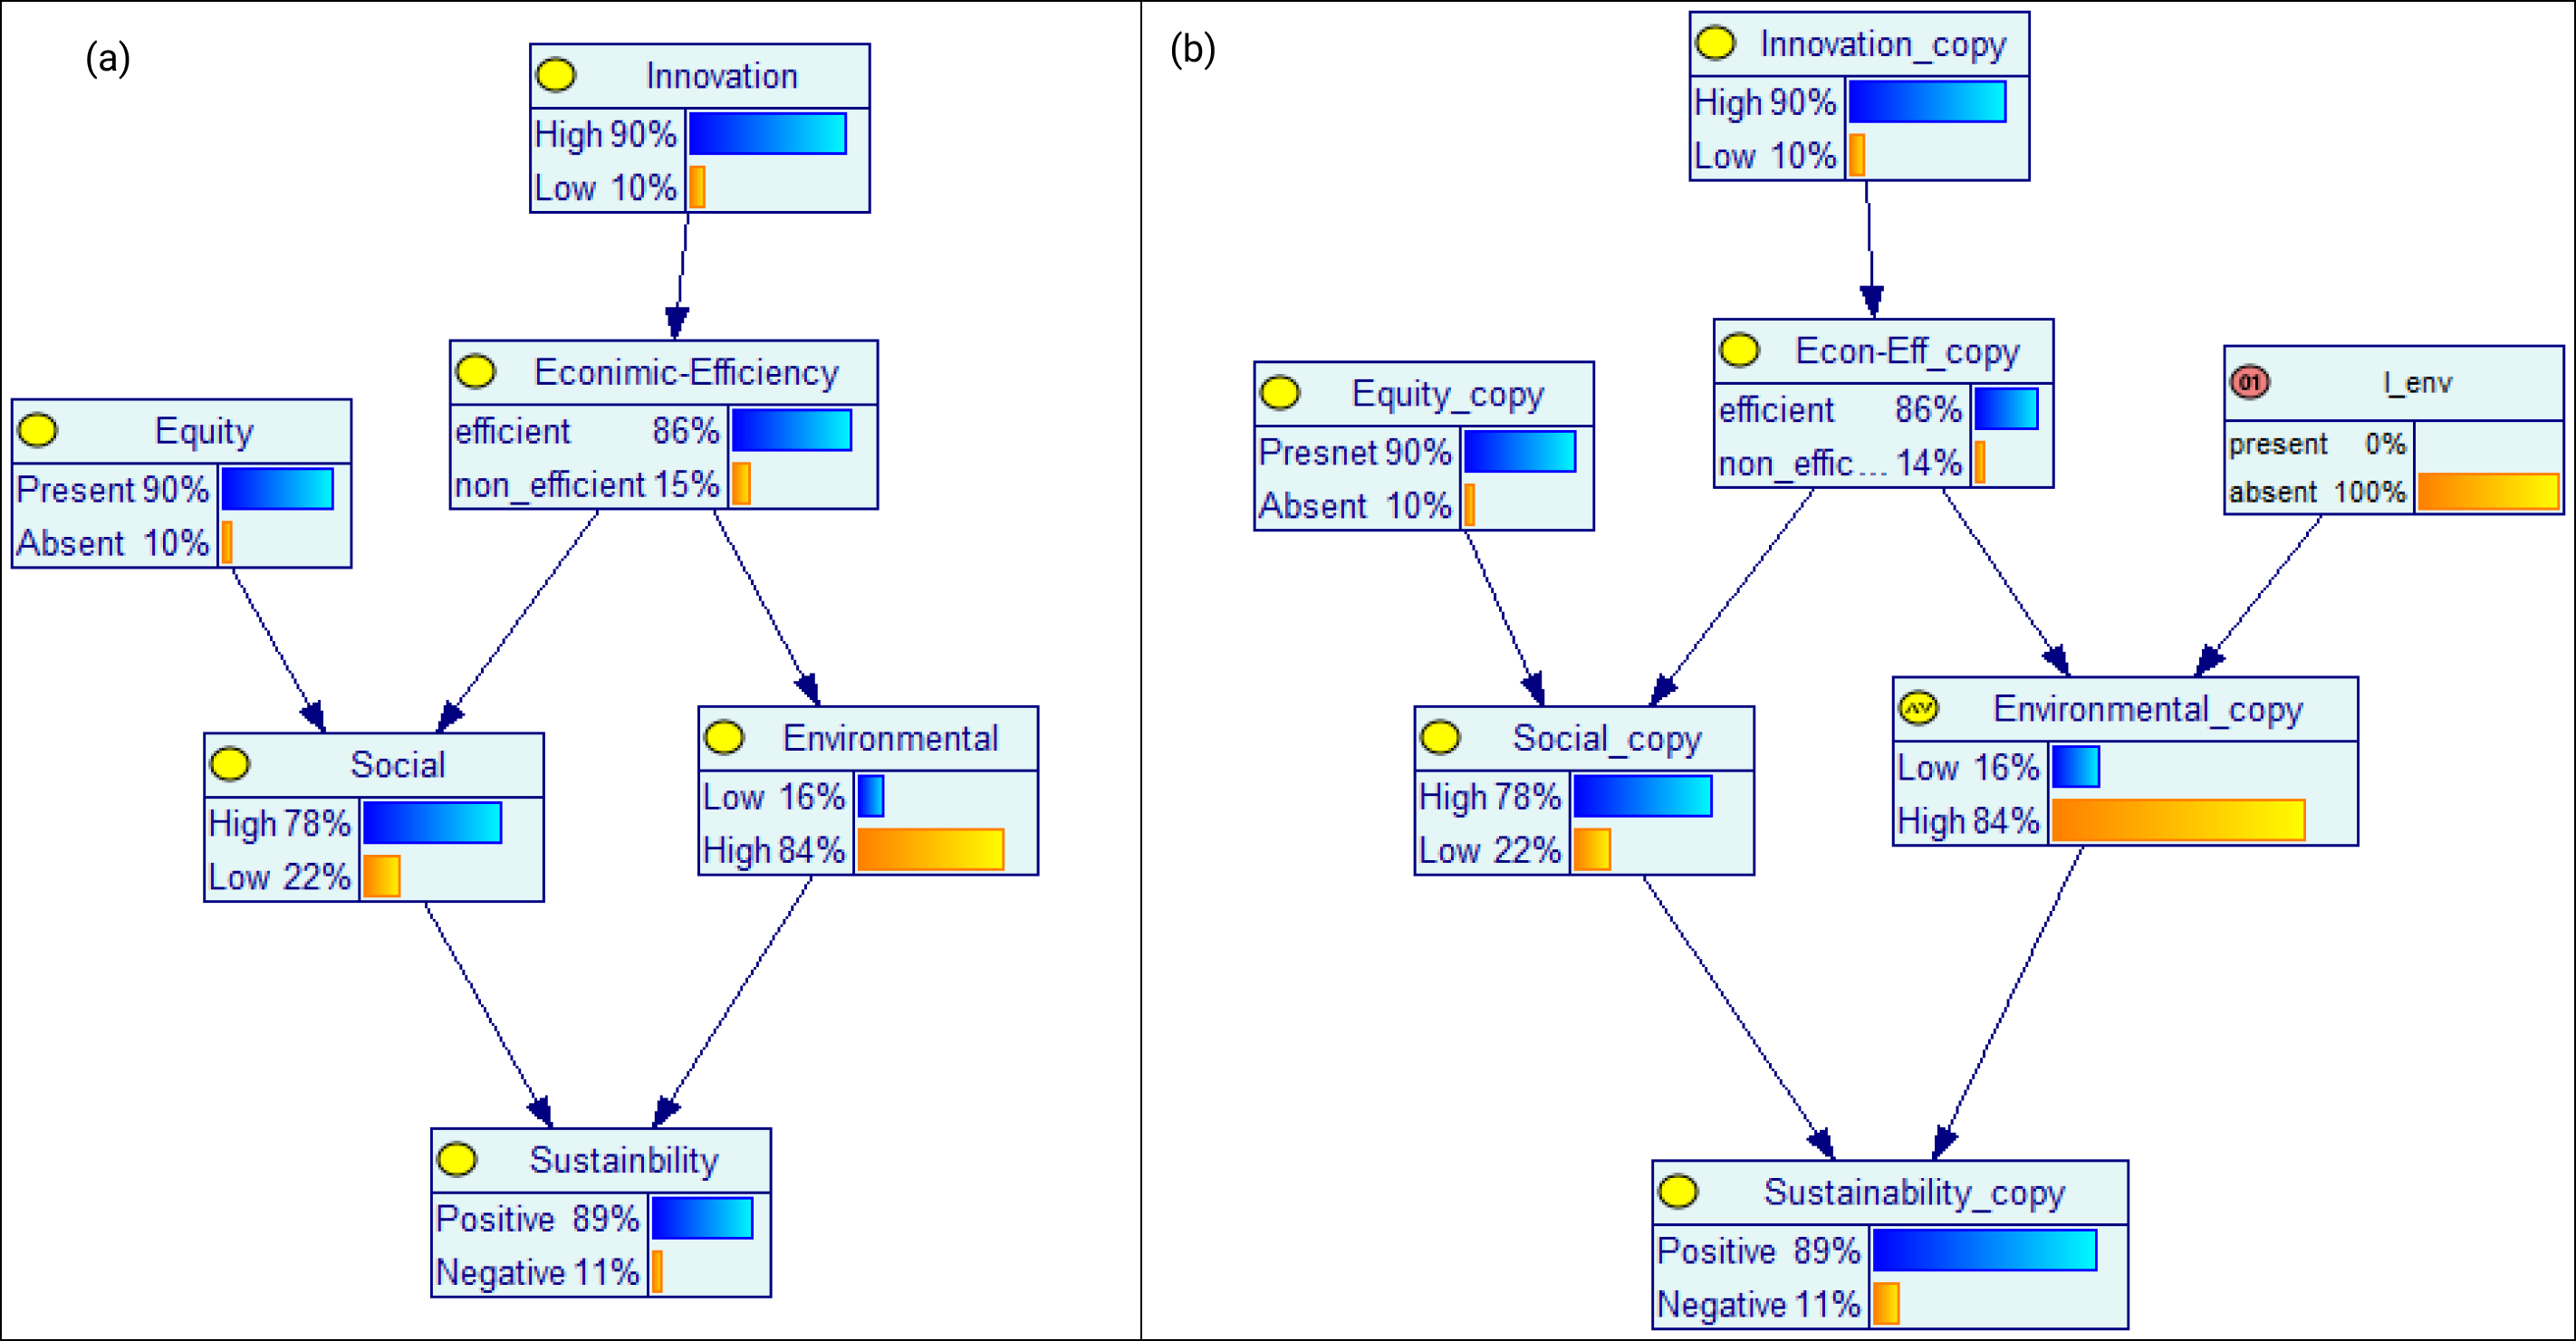 (a)
Innovation
High 90%
Low 10%
Econimic-Efficiency
efficient 86%
non_efficient 15%
Equity
Present 90%
Absent 10%
Social
High 78%
Low 22%
Environmental
Low 16%
High 84%
Sustainbility
Positive 89%
Negative 11%
(b)
Innovation_copy
High 90%
Low 10%
Econ-Eff_copy
efficient 86%
non_effic... 14%
Equity_copy
Presnet 90%
Absent 10%
01
I_env
present 0%
absent 100%
Social_copy
High 78%
Low 22%
Environmental_copy
Low 16%
High 84%
Sustainability_copy
Positive 89%
Negative 11%